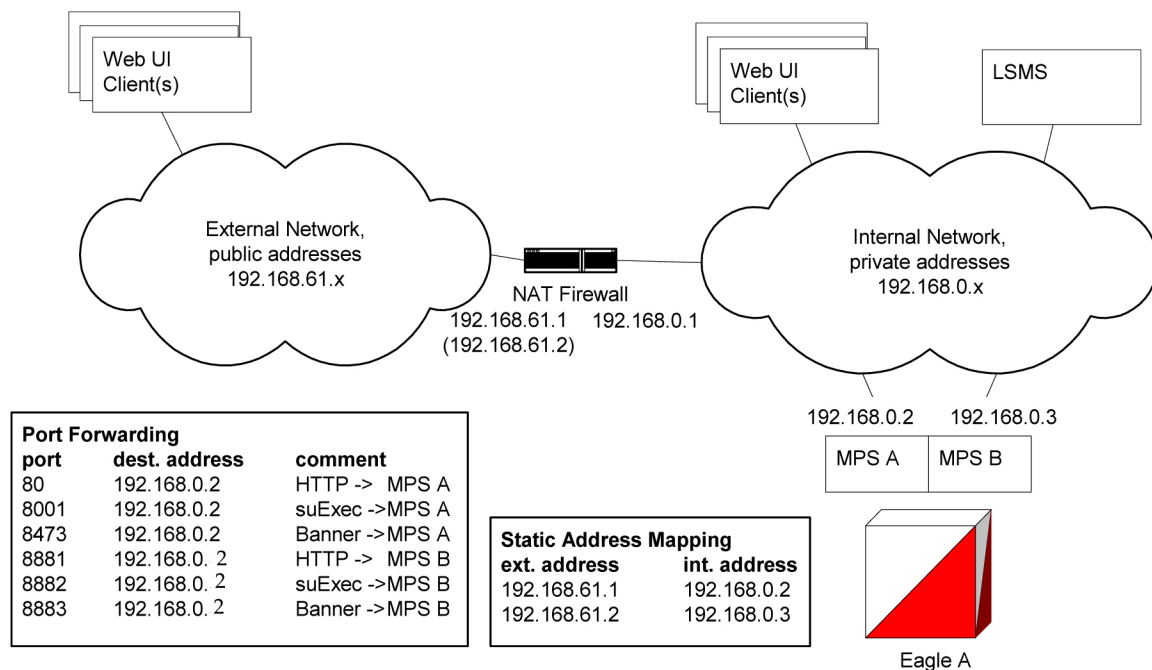 Web UI
Client(s)
Web UI
Client(s)
LSMS
External Network,
public addresses
192.168.61.x
Internal Network,
private addresses
192.168.0.x
NAT Firewall
192.168.61.1 192.168.0.1
(192.168.61.2)
192.168.0.2 192.168.0.3
MPS A MPS B
Port Forwarding
port dest. address comment
80 192.168.0.2 HTTP -> MPS A
8001 192.168.0.2 suExec -> MPS A
8473 192.168.0.2 Banner -> MPS A
8881 192.168.0. 2 HTTP -> MPS B
8882 192.168.0. 2 suExec -> MPS B
8883 192.168.0. 2 Banner -> MPS B
Static Address Mapping
ext. address int. address
192.168.61.1 192.168.0.2
192.168.61.2 192.168.0.3
Eagle A